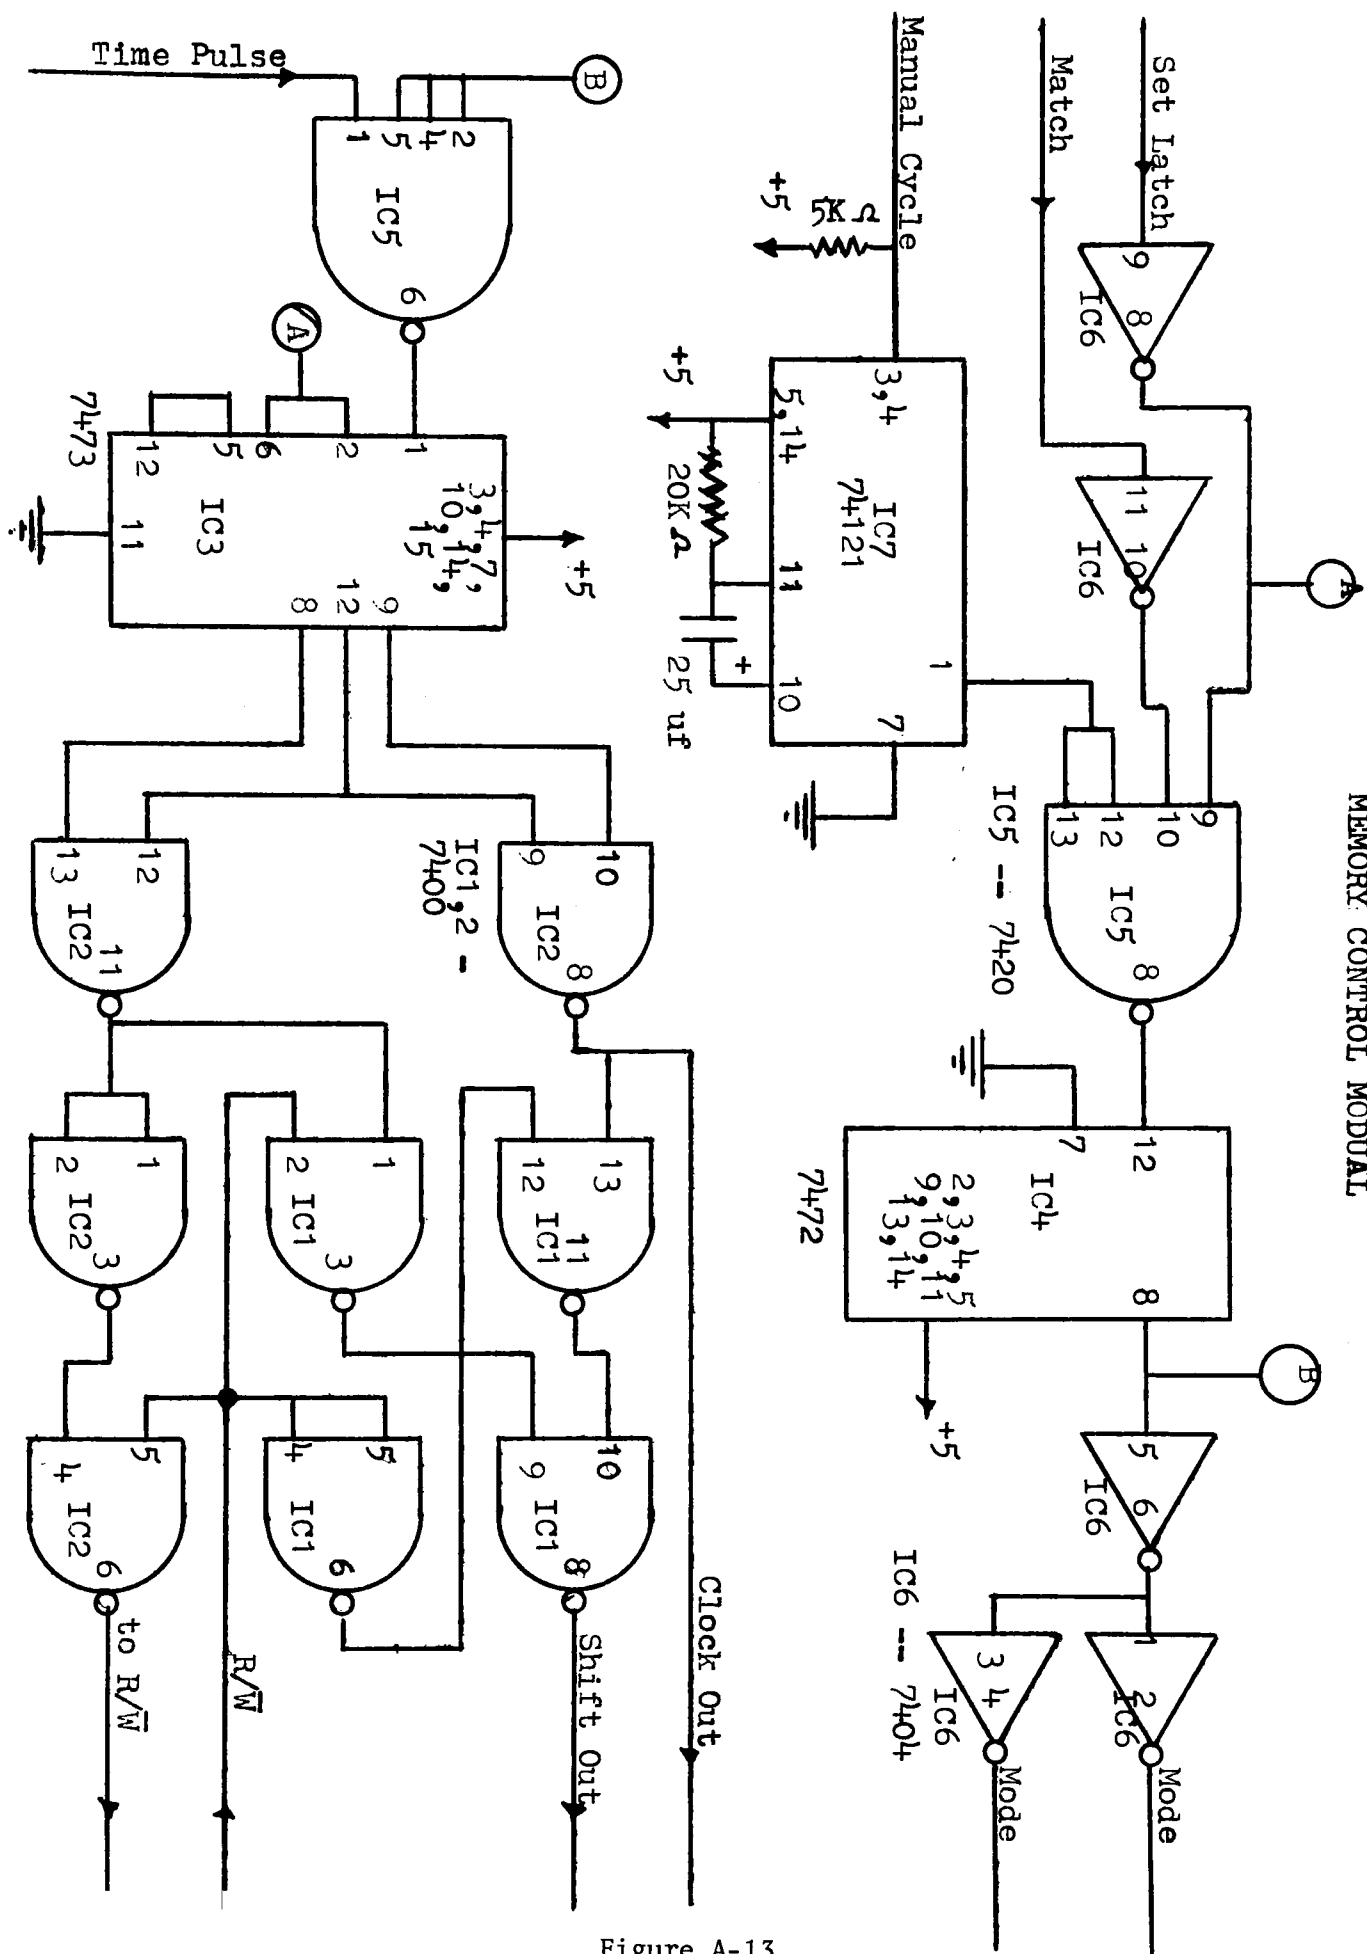 MEMORY CONTROL MODUAL
Set Latch
9
8
IC6
A
Match
11
10
IC6
9
10
12
13
IC5
8
IC5 -- 7420
12
7
IC4
2,3,4,5
9,10,11
13,14
8
7472
+5
B
5
6
IC6
1
2
IC6
Mode
3
4
IC6
Mode
IC6 -- 7404
Manual Cycle
5K Ω
+5
3,4
5,14
IC7
74121
1
11
10
7
+5
20K Ω
+
25 uf
Time Pulse
B
2
4
5
1
IC5
6
A
1
2
6
5
12
3,4,7,
10,14,
15
IC3
11
9
12
8
7473
+5
10
9
IC2
8
IC1,2 -
7400
12
13
IC2
11
13
12
IC1
11
1
2
IC1
3
1
2
IC2
3
10
9
IC1
8
5
4
IC1
6
5
4
IC2
6
Clock Out
Shift Out
R/W̅
to R/W̅
Figure A-13